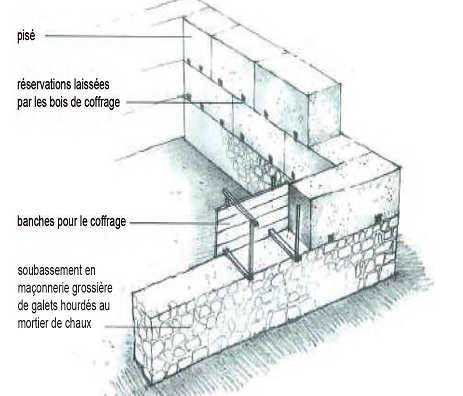 pisé
réservations laissées
par les bois de coffrage
banches pour le coffrage
soubassement en
maçonnerie grossière
de galets hourdés au
mortier de chaux